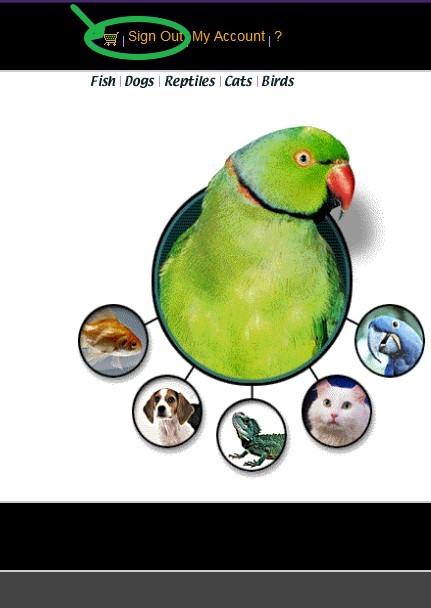 Sign Out | My Account | ?
Fish | Dogs | Reptiles | Cats | Birds